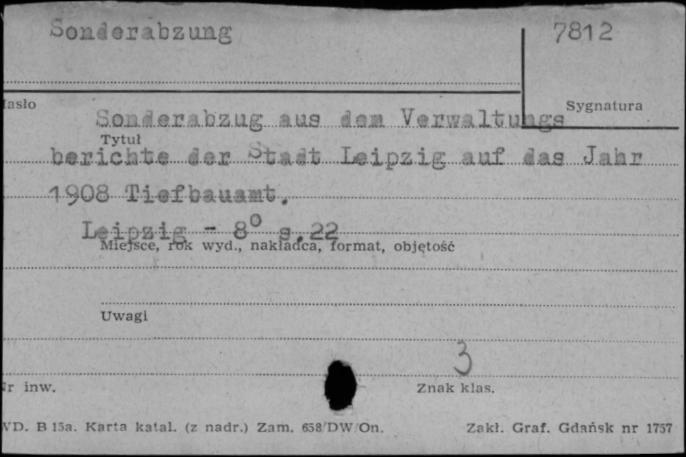 Sonderabzung 7812
Hasło Sygnatura
Sonderabzug aus dem Verwaltungs
Tytuł
berichte der Stadt Leipzig auf das Jahr
1908 Tiefbauamt.
Leipzig - 8° s.22
Miejsce, rok wyd., nakładca, format, objętość
Uwagi
3
Nr inw. Znak klas.
WD. B 15a. Karta katal. (z nadr.) Zam. 658/DW/On. Zakł. Graf. Gdańsk nr 1757